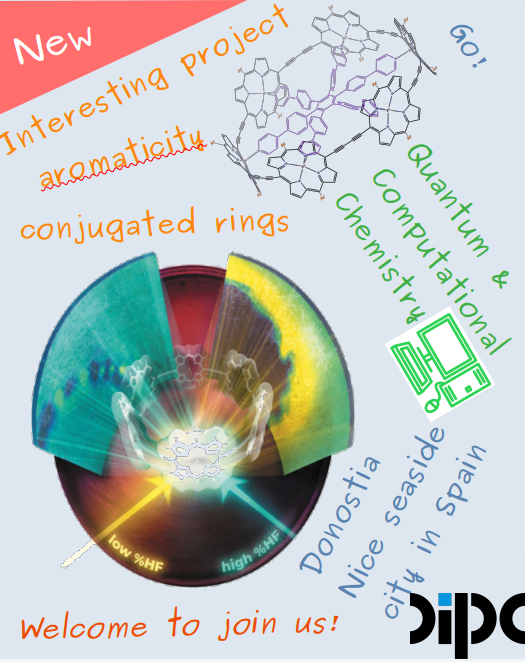 New
Interesting project
aromaticity
conjugated rings
Go!
Quantum &
Computational
Chemistry
low %HF
high %HF
Donostia
Nice seaside
city in Spain
Welcome to join us!
dipc